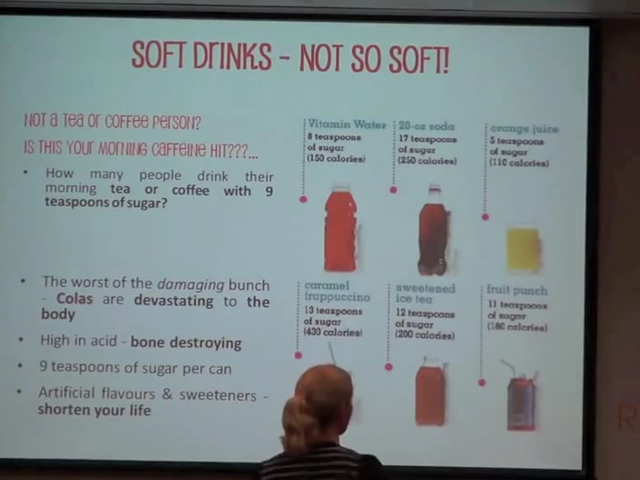 SOFT DRINKS - NOT SO SOFT!
NOT A TEA OR COFFEE PERSON?
IS THIS YOUR MORNING CAFFEINE HIT???...
• How many people drink their
morning tea or coffee with 9
teaspoons of sugar?
• The worst of the damaging bunch
- Colas are devastating to the
body
• High in acid - bone destroying
• 9 teaspoons of sugar per can
• Artificial flavours & sweeteners -
shorten your life
Vitamin Water
8 teaspoons
of sugar
(150 calories)
20-oz soda
17 teaspoons
of sugar
(250 calories)
orange juice
5 teaspoons
of sugar
(110 calories)
caramel
frappuccino
13 teaspoons
of sugar
(430 calories)
sweetened
ice tea
12 teaspoons
of sugar
(200 calories)
fruit punch
11 teaspoons
of sugar
(180 calories)